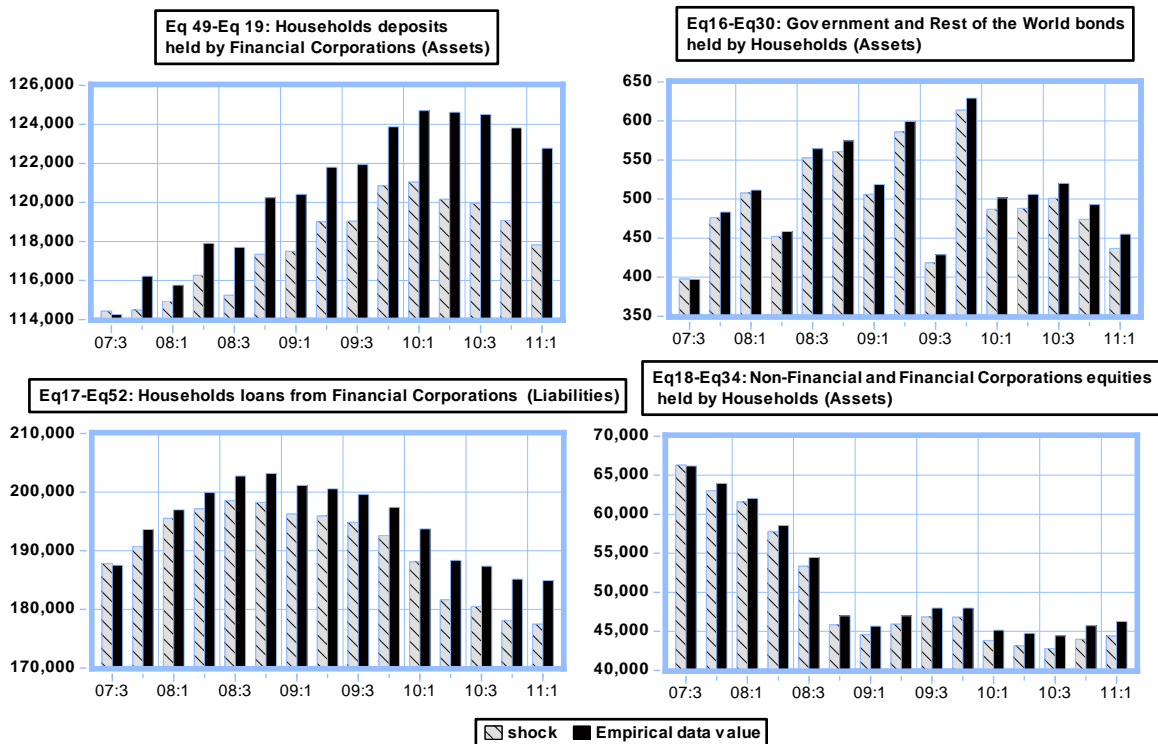 Eq 49-Eq 19: Households deposits
held by Financial Corporations (Assets)
126,000
124,000
122,000
120,000
118,000
116,000
114,000
07:3 08:1 08:3 09:1 09:3 10:1 10:3 11:1
Eq16-Eq30: Government and Rest of the World bonds
held by Households (Assets)
650
600
550
500
450
400
350
07:3 08:1 08:3 09:1 09:3 10:1 10:3 11:1
Eq17-Eq52: Households loans from Financial Corporations (Liabilities)
210,000
200,000
190,000
180,000
170,000
07:3 08:1 08:3 09:1 09:3 10:1 10:3 11:1
Eq18-Eq34: Non-Financial and Financial Corporations equities
held by Households (Assets)
70,000
65,000
60,000
55,000
50,000
45,000
40,000
07:3 08:1 08:3 09:1 09:3 10:1 10:3 11:1
shock Empirical data value